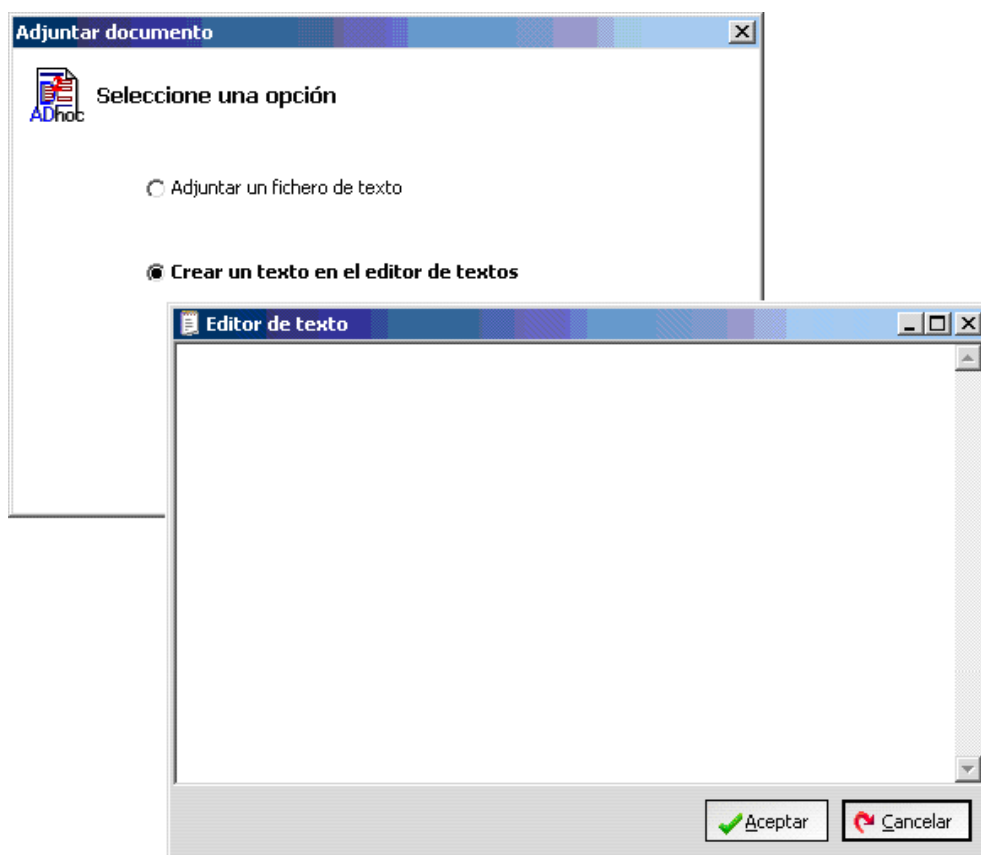 Adjuntar documento
ADhoc
Seleccione una opción
Adjuntar un fichero de texto
Crear un texto en el editor de textos
Editor de texto
Aceptar
Cancelar